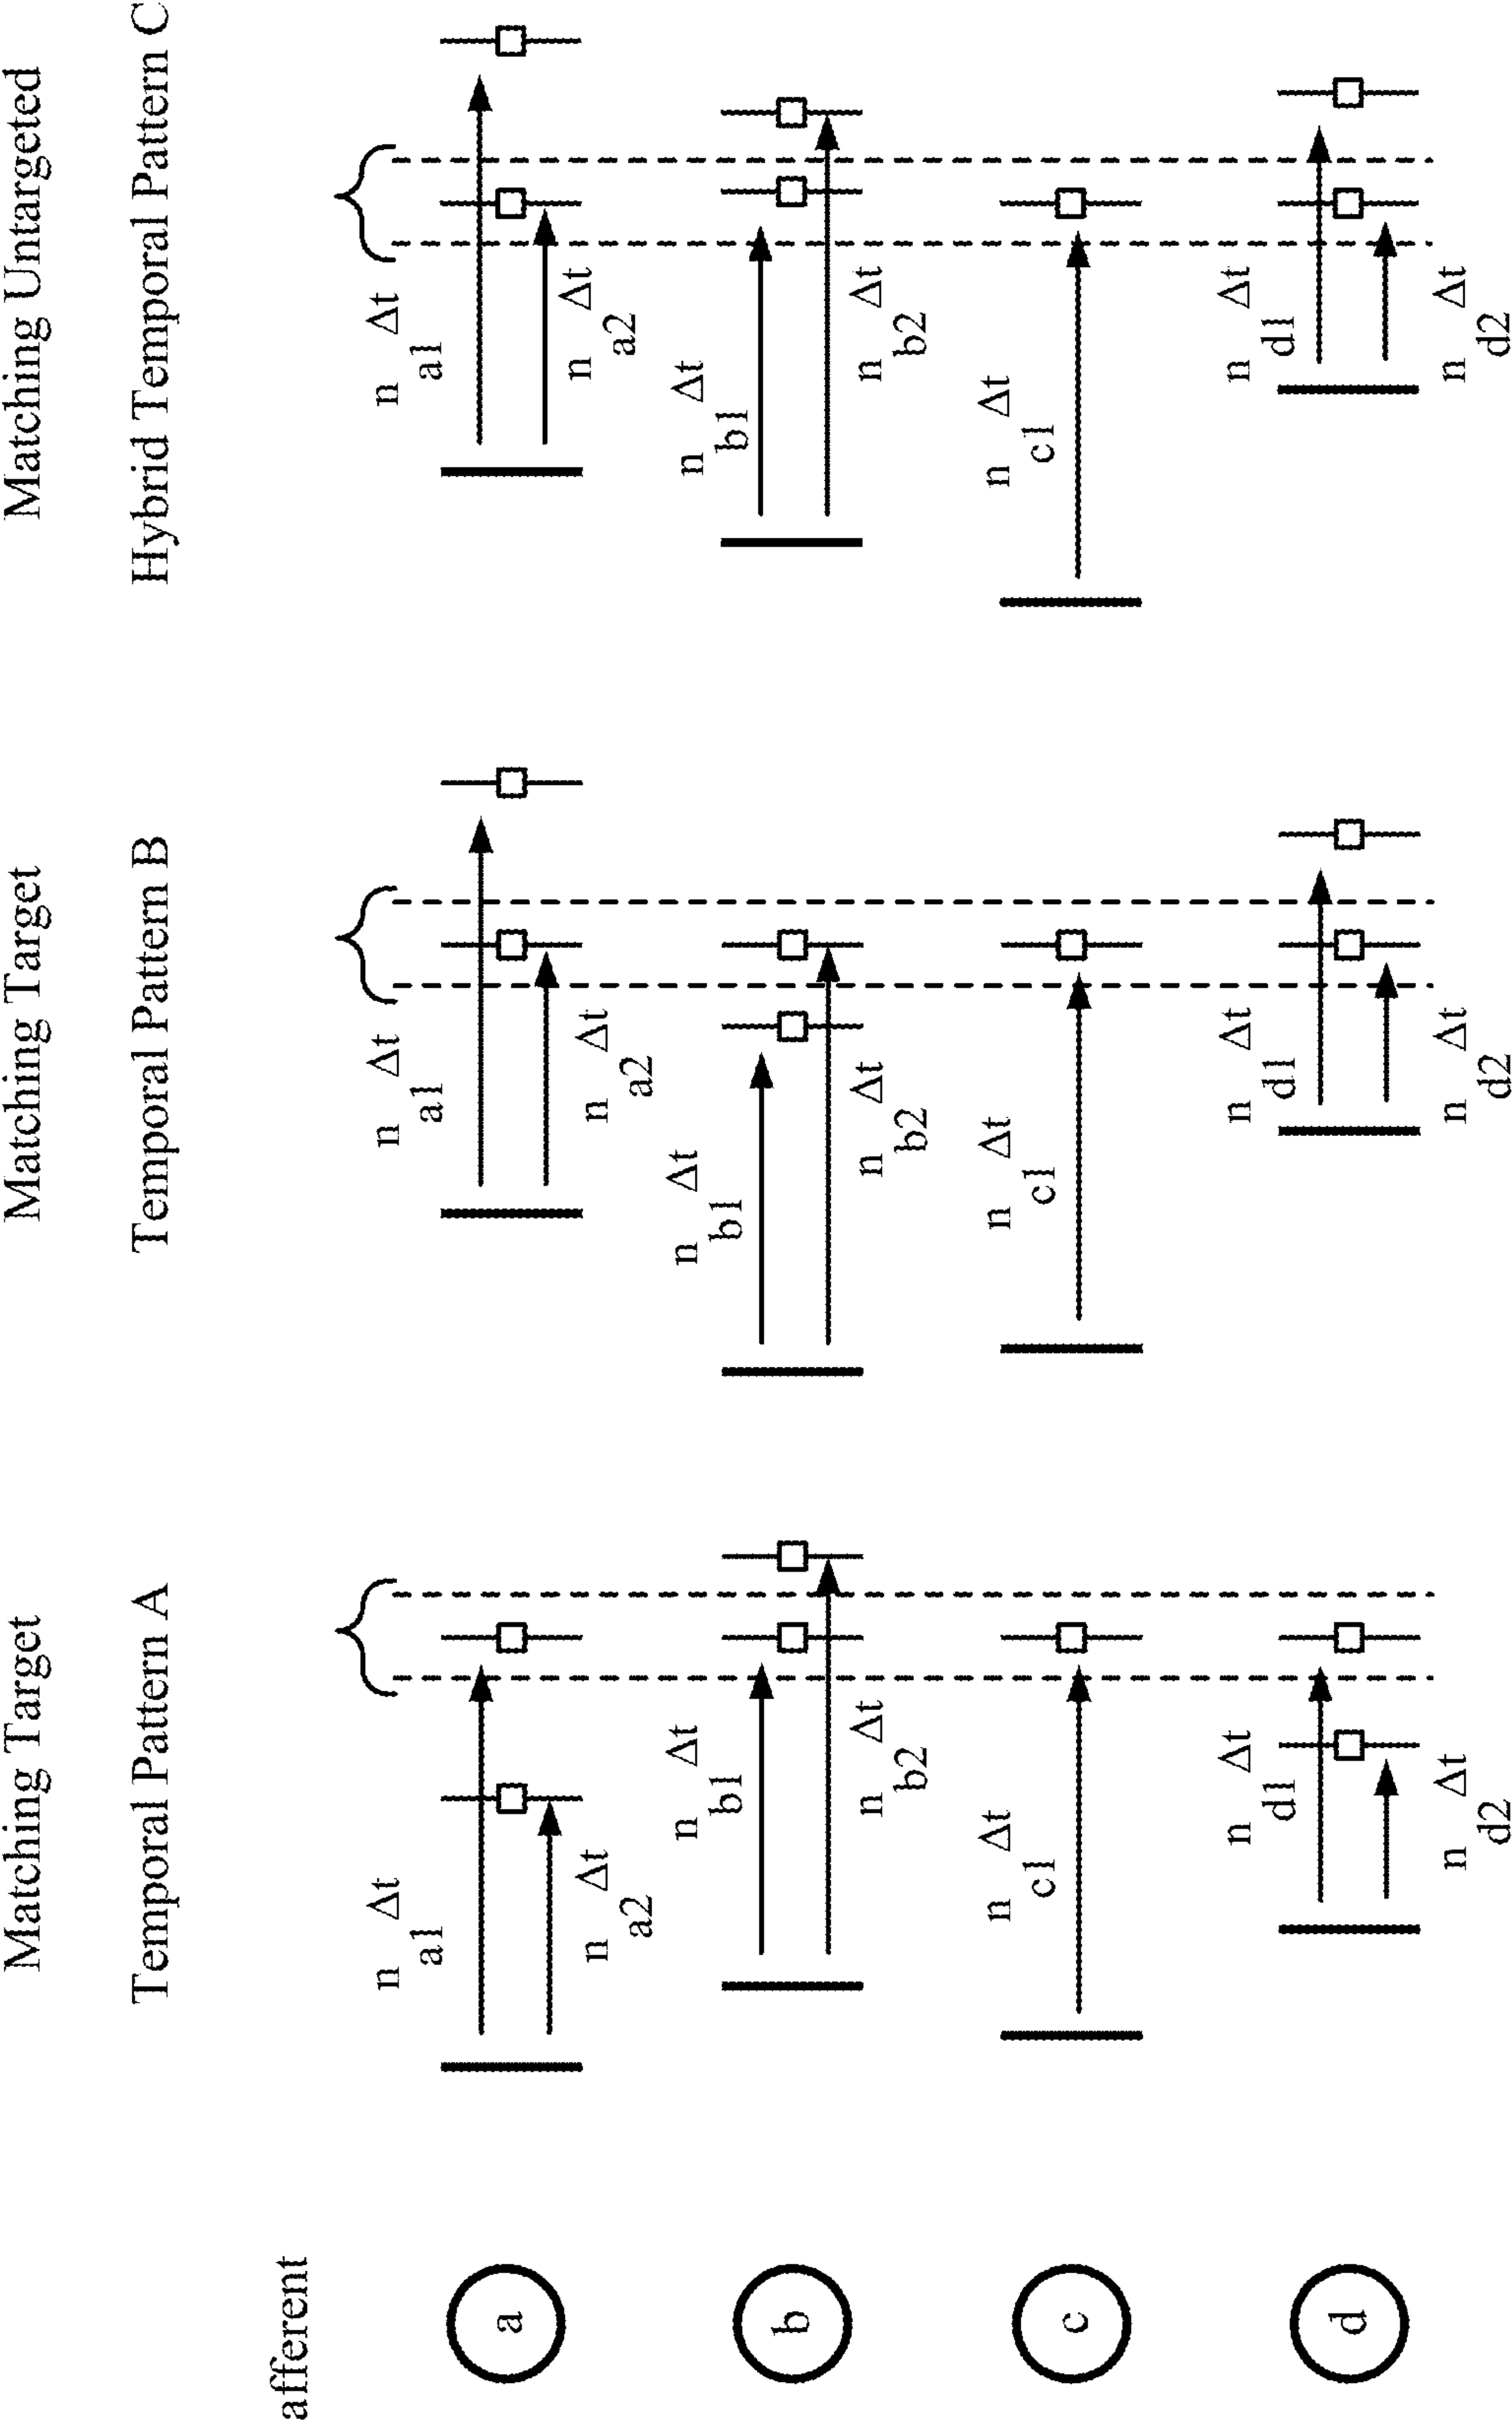 Matching Target
Matching Target
Matching Untargeted
Temporal Pattern A
Temporal Pattern B
Hybrid Temporal Pattern C
afferent
a
n a1 Δt
n a2 Δt
n a1 Δt
n a2 Δt
n a1 Δt
n a2 Δt
b
n b1 Δt
n b2 Δt
n b1 Δt
n b2 Δt
n b1 Δt
n b2 Δt
c
n c1 Δt
n c1 Δt
n c1 Δt
d
n d1 Δt
n d2 Δt
n d1 Δt
n d2 Δt
n d1 Δt
n d2 Δt